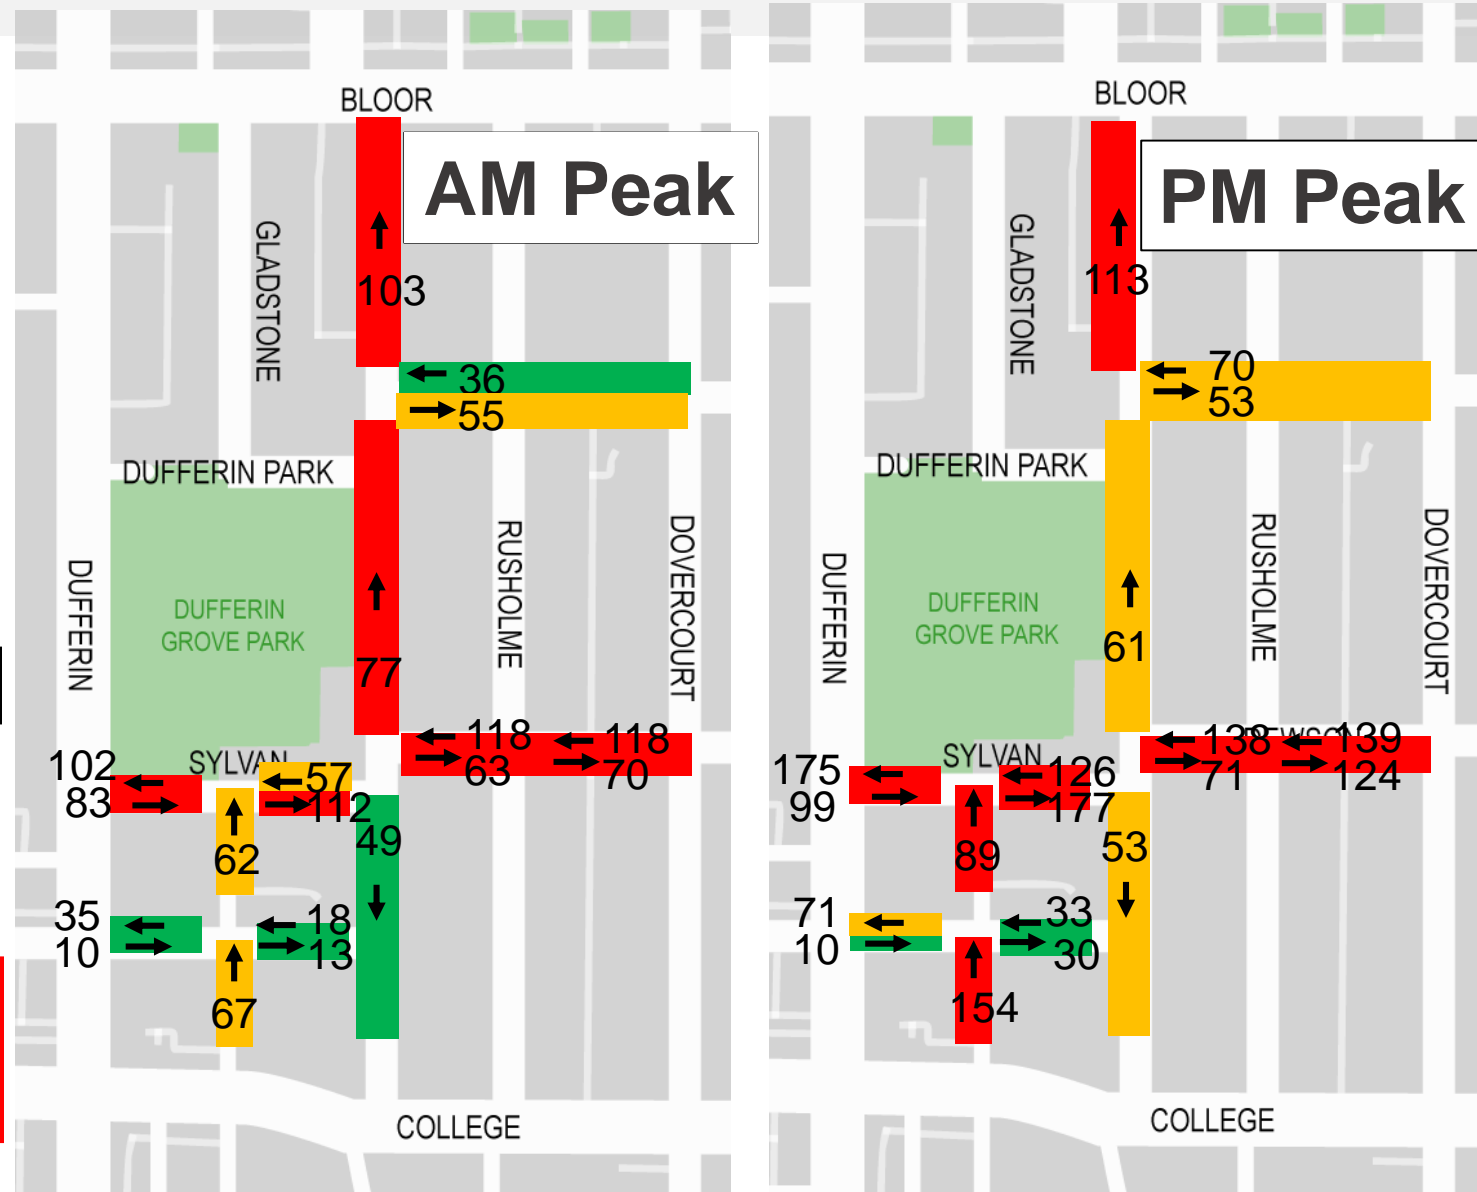 BLOOR
AM Peak
GLADSTONE
103
36
55
DUFFERIN PARK
DUFFERIN
RUSHOLME
DOVERCOURT
DUFFERIN
GROVE PARK
77
118 118
63 70
SYLVAN
102 57
83 112
49
62
35 18
10 13
67
COLLEGE
BLOOR
PM Peak
GLADSTONE
113
70
53
DUFFERIN PARK
DUFFERIN
RUSHOLME
DOVERCOURT
DUFFERIN
GROVE PARK
61
138 139
71 124
SYLVAN
175 126
99 177
53
89
71 33
10 30
154
COLLEGE